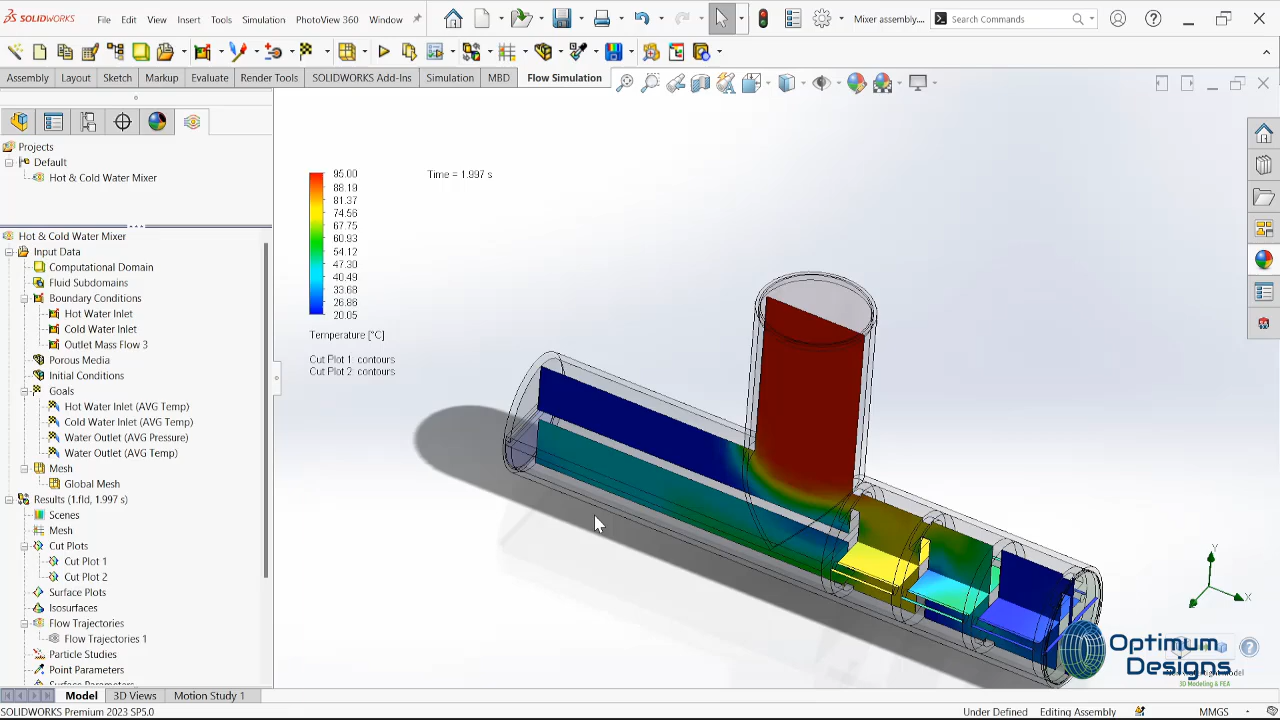 SOLIDWORKS
File Edit View Insert Tools Simulation PhotoView 360 Window
Mixer assembly....
Search Commands
Assembly Layout Sketch Markup Evaluate Render Tools SOLIDWORKS Add-Ins Simulation MBD Flow Simulation
Projects
Default
Hot & Cold Water Mixer
Hot & Cold Water Mixer
Input Data
Computational Domain
Fluid Subdomains
Boundary Conditions
Hot Water Inlet
Cold Water Inlet
Outlet Mass Flow 3
Porous Media
Initial Conditions
Goals
Hot Water Inlet (AVG Temp)
Cold Water Inlet (AVG Temp)
Water Outlet (AVG Pressure)
Water Outlet (AVG Temp)
Mesh
Global Mesh
Results (1.fld, 1.997 s)
Scenes
Mesh
Cut Plots
Cut Plot 1
Cut Plot 2
Surface Plots
Isosurfaces
Flow Trajectories
Flow Trajectories 1
Particle Studies
Point Parameters
95.00
88.19
81.37
74.56
67.75
60.93
54.12
47.30
40.49
33.68
26.86
20.05
Temperature [°C]
Cut Plot 1: contours
Cut Plot 2: contours
Time = 1.997 s
Y
X
Z
Optimum
Designs
3D Modeling & FEA
Model 3D Views Motion Study 1
SOLIDWORKS Premium 2023 SP5.0
Under Defined Editing Assembly MMGS